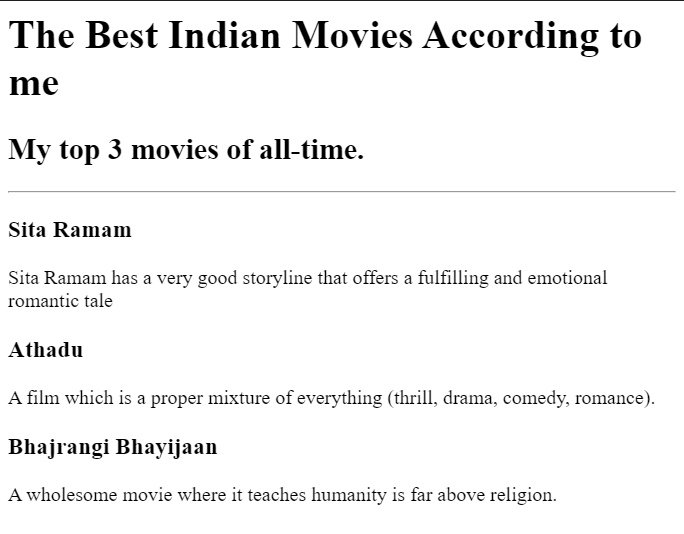 The Best Indian Movies According to
me
My top 3 movies of all-time.
Sita Ramam
Sita Ramam has a very good storyline that offers a fulfilling and emotional
romantic tale
Athadu
A film which is a proper mixture of everything (thrill, drama, comedy, romance).
Bhajrangi Bhayijaan
A wholesome movie where it teaches humanity is far above religion.